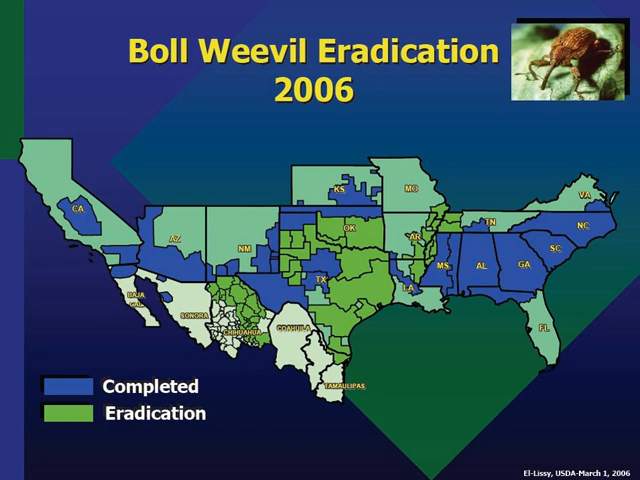 Boll Weevil Eradication
2006
CA
AZ
NM
KS
MO
OK
AR
TN
VA
NC
SC
GA
AL
MS
LA
TX
FL
BAJA
CAL
SONORA
CHIHUAHUA
COAHUILA
TAMAULIPAS
Completed
Eradication
El-Lissy, USDA-March 1, 2006